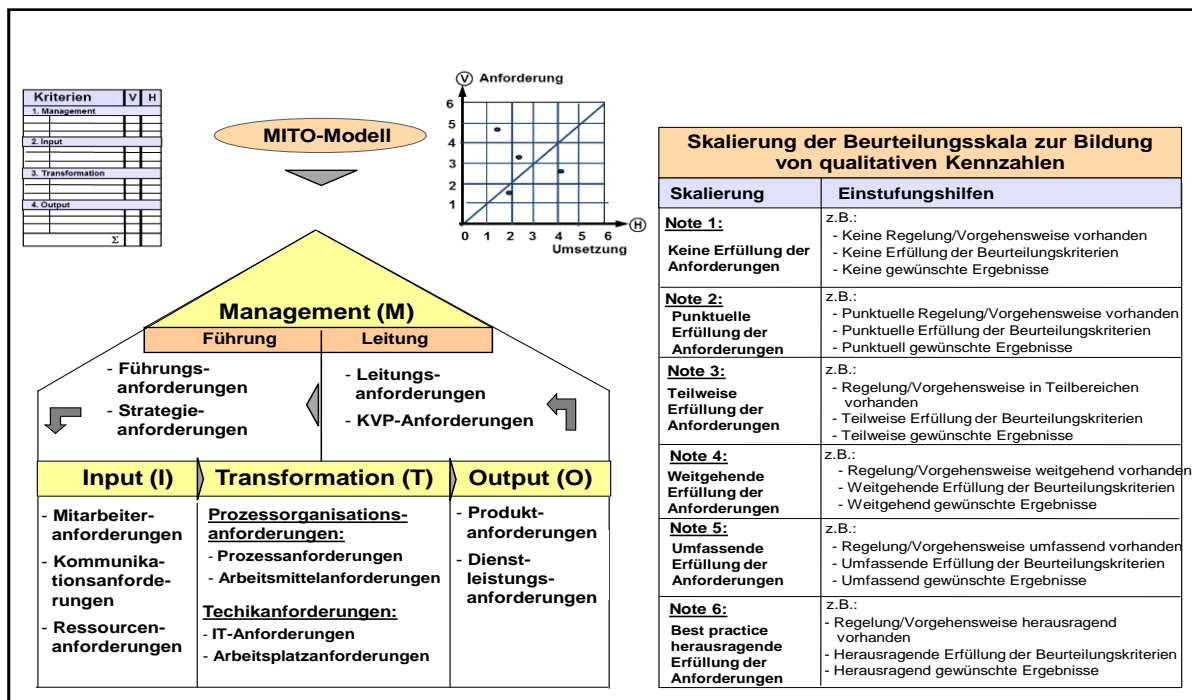 Kriterien V H
1. Management
2. Input
3. Transformation
4. Output
Σ
MITO-Modell
V Anforderung
6
5
4
3
2
1
0 1 2 3 4 5 6
H
Umsetzung
Management (M)
Führung Leitung
- Führungs-
anforderungen
- Strategie-
anforderungen
- Leitungs-
anforderungen
- KVP-Anforderungen
Input (I) Transformation (T) Output (O)
- Mitarbeiter-
anforderungen
- Kommunika-
tionsanforde-
rungen
- Ressourcen-
anforderungen
Prozessorganisations-
anforderungen:
- Prozessanforderungen
- Arbeitsmittelanforderungen
Techikanforderungen:
- IT-Anforderungen
- Arbeitsplatzanforderungen
- Produkt-
anforderungen
- Dienst-
leistungs-
anforderungen
Skalierung der Beurteilungsskala zur Bildung
von qualitativen Kennzahlen
Skalierung Einstufungshilfen
Note 1:
Keine Erfüllung der
Anforderungen
z.B.:
- Keine Regelung/Vorgehensweise vorhanden
- Keine Erfüllung der Beurteilungskriterien
- Keine gewünschte Ergebnisse
Note 2:
Punktuelle
Erfüllung der
Anforderungen
z.B.:
- Punktuelle Regelung/Vorgehensweise vorhanden
- Punktuelle Erfüllung der Beurteilungskriterien
- Punktuell gewünschte Ergebnisse
Note 3:
Teilweise
Erfüllung der
Anforderungen
z.B.:
- Regelung/Vorgehensweise in Teilbereichen
vorhanden
- Teilweise Erfüllung der Beurteilungskriterien
- Teilweise gewünschte Ergebnisse
Note 4:
Weitgehende
Erfüllung der
Anforderungen
z.B.:
- Regelung/Vorgehensweise weitgehend vorhanden
- Weitgehende Erfüllung der Beurteilungskriterien
- Weitgehend gewünschte Ergebnisse
Note 5:
Umfassende
Erfüllung der
Anforderungen
z.B.:
- Regelung/Vorgehensweise umfassend vorhanden
- Umfassende Erfüllung der Beurteilungskriterien
- Umfassend gewünschte Ergebnisse
Note 6:
Best practice
herausragende
Erfüllung der
Anforderungen
z.B.:
- Regelung/Vorgehensweise herausragend
vorhanden
- Herausragende Erfüllung der Beurteilungskriterien
- Herausragend gewünschte Ergebnisse